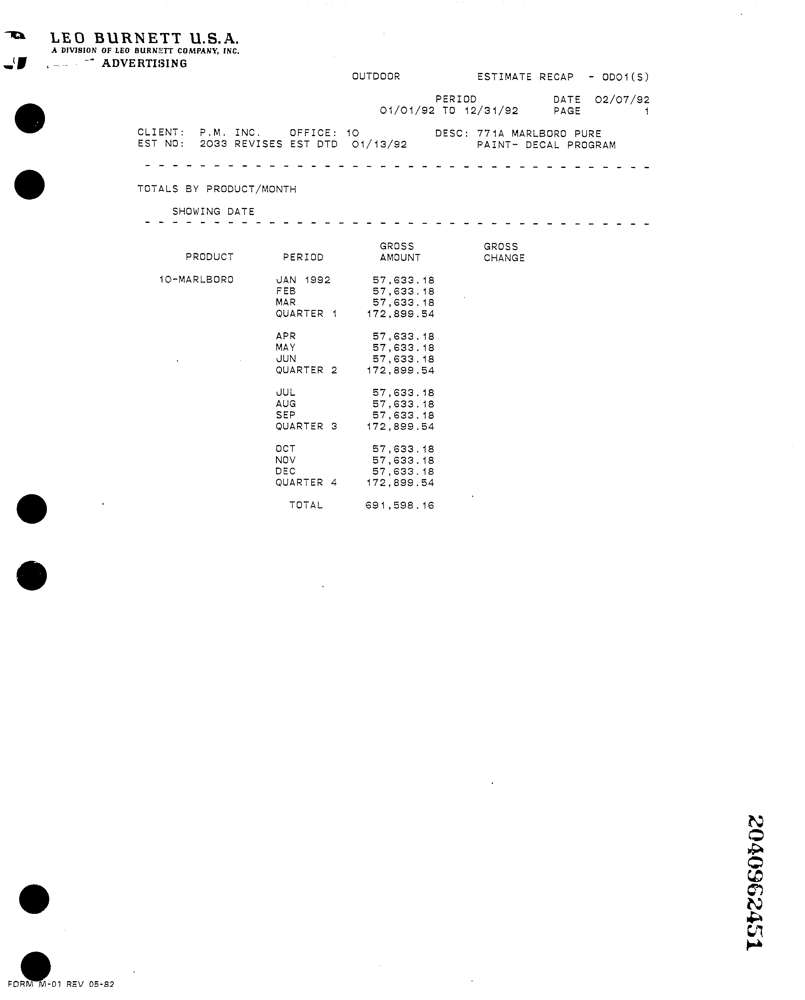 LEO BURNETT U.S.A.
A DIVISION OF LEO BURNETT COMPANY, INC.
ADVERTISING
OUTDOOR ESTIMATE RECAP - OD01(S)
PERIOD DATE 02/07/92
01/01/92 TO 12/31/92 PAGE 1
CLIENT: P.M. INC. OFFICE: 10 DESC: 771A MARLBORO PURE
EST NO: 2033 REVISES EST DTD 01/13/92 PAINT- DECAL PROGRAM
TOTALS BY PRODUCT/MONTH
SHOWING DATE
GROSS GROSS
PRODUCT PERIOD AMOUNT CHANGE
10-MARLBORO JAN 1992 57,633.18
FEB 57,633.18
MAR 57,633.18
QUARTER 1 172,899.54
APR 57,633.18
MAY 57,633.18
JUN 57,633.18
QUARTER 2 172,899.54
JUL 57,633.18
AUG 57,633.18
SEP 57,633.18
QUARTER 3 172,899.54
OCT 57,633.18
NOV 57,633.18
DEC 57,633.18
QUARTER 4 172,899.54
TOTAL 691,598.16
2040962451
FORM M-01 REV 05-82